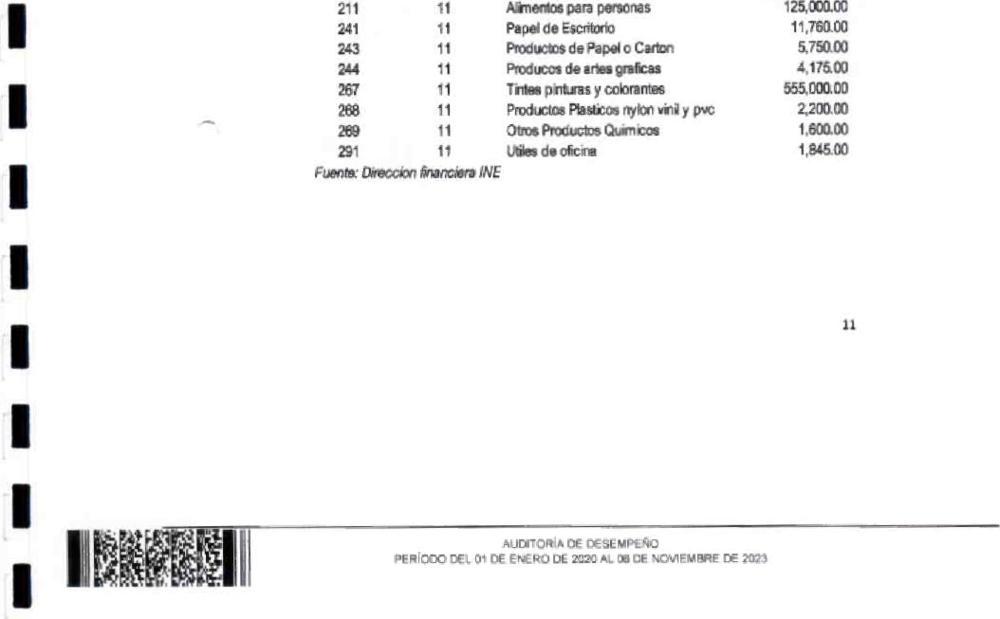 211 11 Alimentos para personas 125,000.00
241 11 Papel de Escritorio 11,760.00
243 11 Productos de Papel o Carton 5,750.00
244 11 Producos de artes graficas 4,175.00
267 11 Tintes pinturas y colorantes 555,000.00
268 11 Productos Plasticos nylon vinil y pvc 2,200.00
269 11 Otros Productos Quimicos 1,600.00
291 11 Utiles de oficina 1,845.00
Fuente: Direccion financiera INE
11
AUDITORÍA DE DESEMPEÑO
PERÍODO DEL 01 DE ENERO DE 2020 AL 08 DE NOVIEMBRE DE 2023